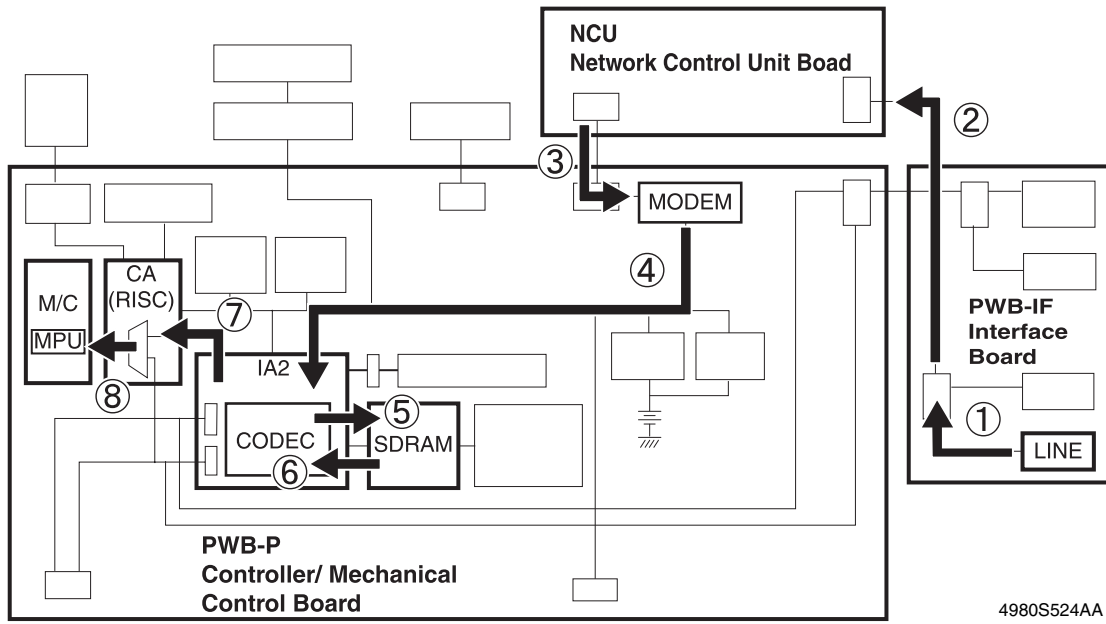 NCU
Network Control Unit Boad
②
③
MODEM
④
CA
(RISC)
M/C
MPU
⑦
⑧
IA2
⑤
CODEC
SDRAM
⑥
PWB-IF
Interface
Board
①
LINE
PWB-P
Controller/ Mechanical
Control Board
4980S524AA